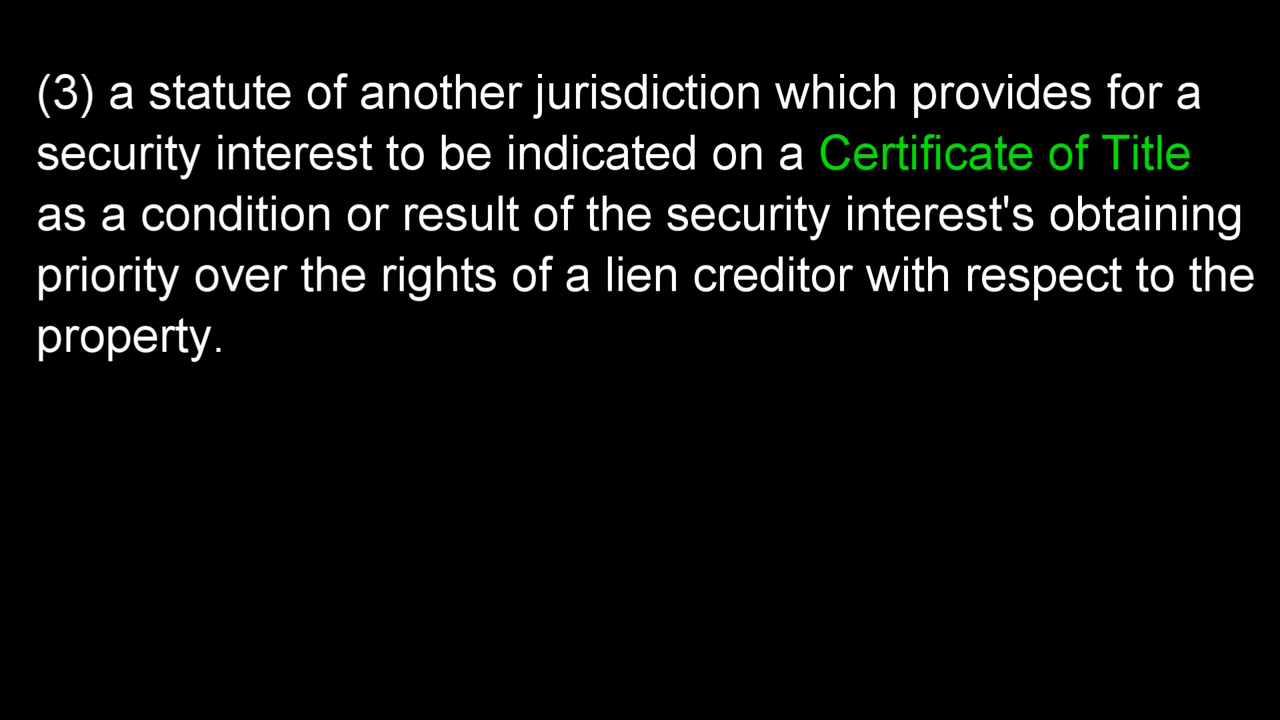 (3) a statute of another jurisdiction which provides for a
security interest to be indicated on a Certificate of Title
as a condition or result of the security interest's obtaining
priority over the rights of a lien creditor with respect to the
property.